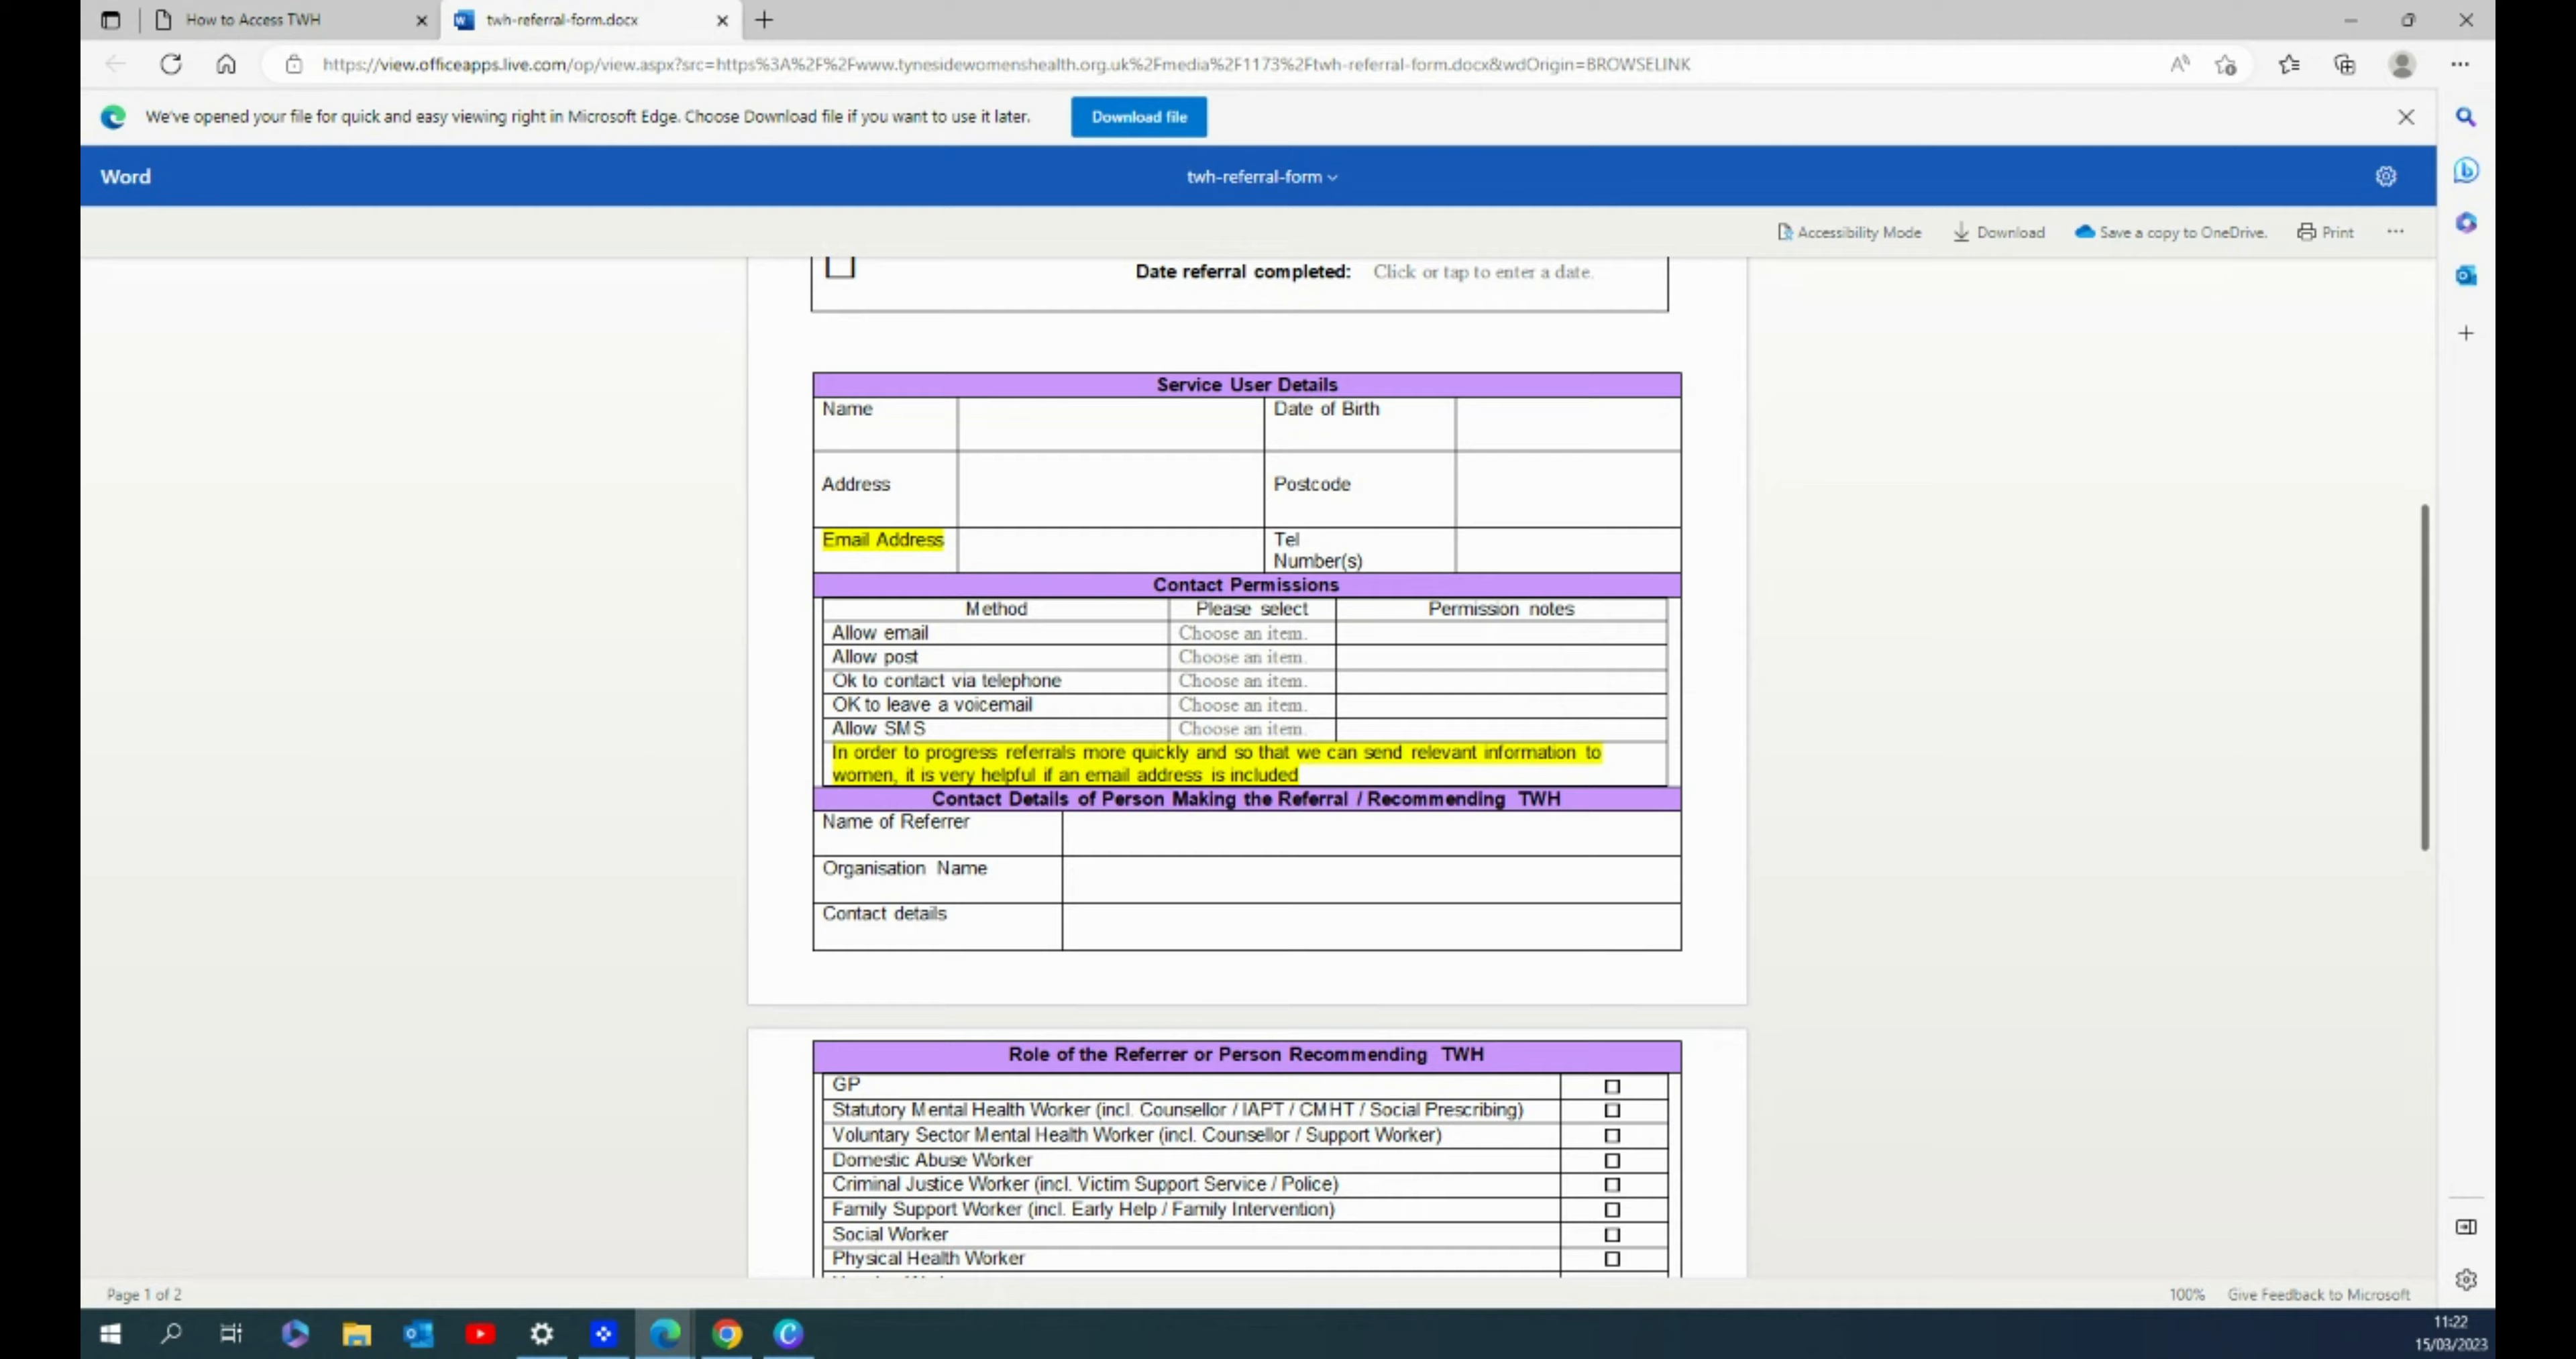 How to Access TWH
twh-referral-form.docx
https://view.officeapps.live.com/op/view.aspx?src=https%3A%2F%2Fwww.tynesidewomenshealth.org.uk%2Fmedia%2F1173%2Ftwh-referral-form.docx&wdOrigin=BROWSELINK
We've opened your file for quick and easy viewing right in Microsoft Edge. Choose Download file if you want to use it later.
Download file
Word
twh-referral-form
Accessibility Mode
Download
Save a copy to OneDrive.
Print
Date referral completed: Click or tap to enter a date.
Service User Details
Name
Date of Birth
Address
Postcode
Email Address
Tel
Number(s)
Contact Permissions
Method
Please select
Permission notes
Allow email
Choose an item.
Allow post
Choose an item.
Ok to contact via telephone
Choose an item.
OK to leave a voicemail
Choose an item.
Allow SMS
Choose an item.
In order to progress referrals more quickly and so that we can send relevant information to
women, it is very helpful if an email address is included
Contact Details of Person Making the Referral / Recommending TWH
Name of Referrer
Organisation Name
Contact details
Role of the Referrer or Person Recommending TWH
GP
Statutory Mental Health Worker (incl. Counsellor / IAPT / CMHT / Social Prescribing)
Voluntary Sector Mental Health Worker (incl. Counsellor / Support Worker)
Domestic Abuse Worker
Criminal Justice Worker (incl. Victim Support Service / Police)
Family Support Worker (incl. Early Help / Family Intervention)
Social Worker
Physical Health Worker
Page 1 of 2
100%
Give Feedback to Microsoft
11:22
15/03/2023